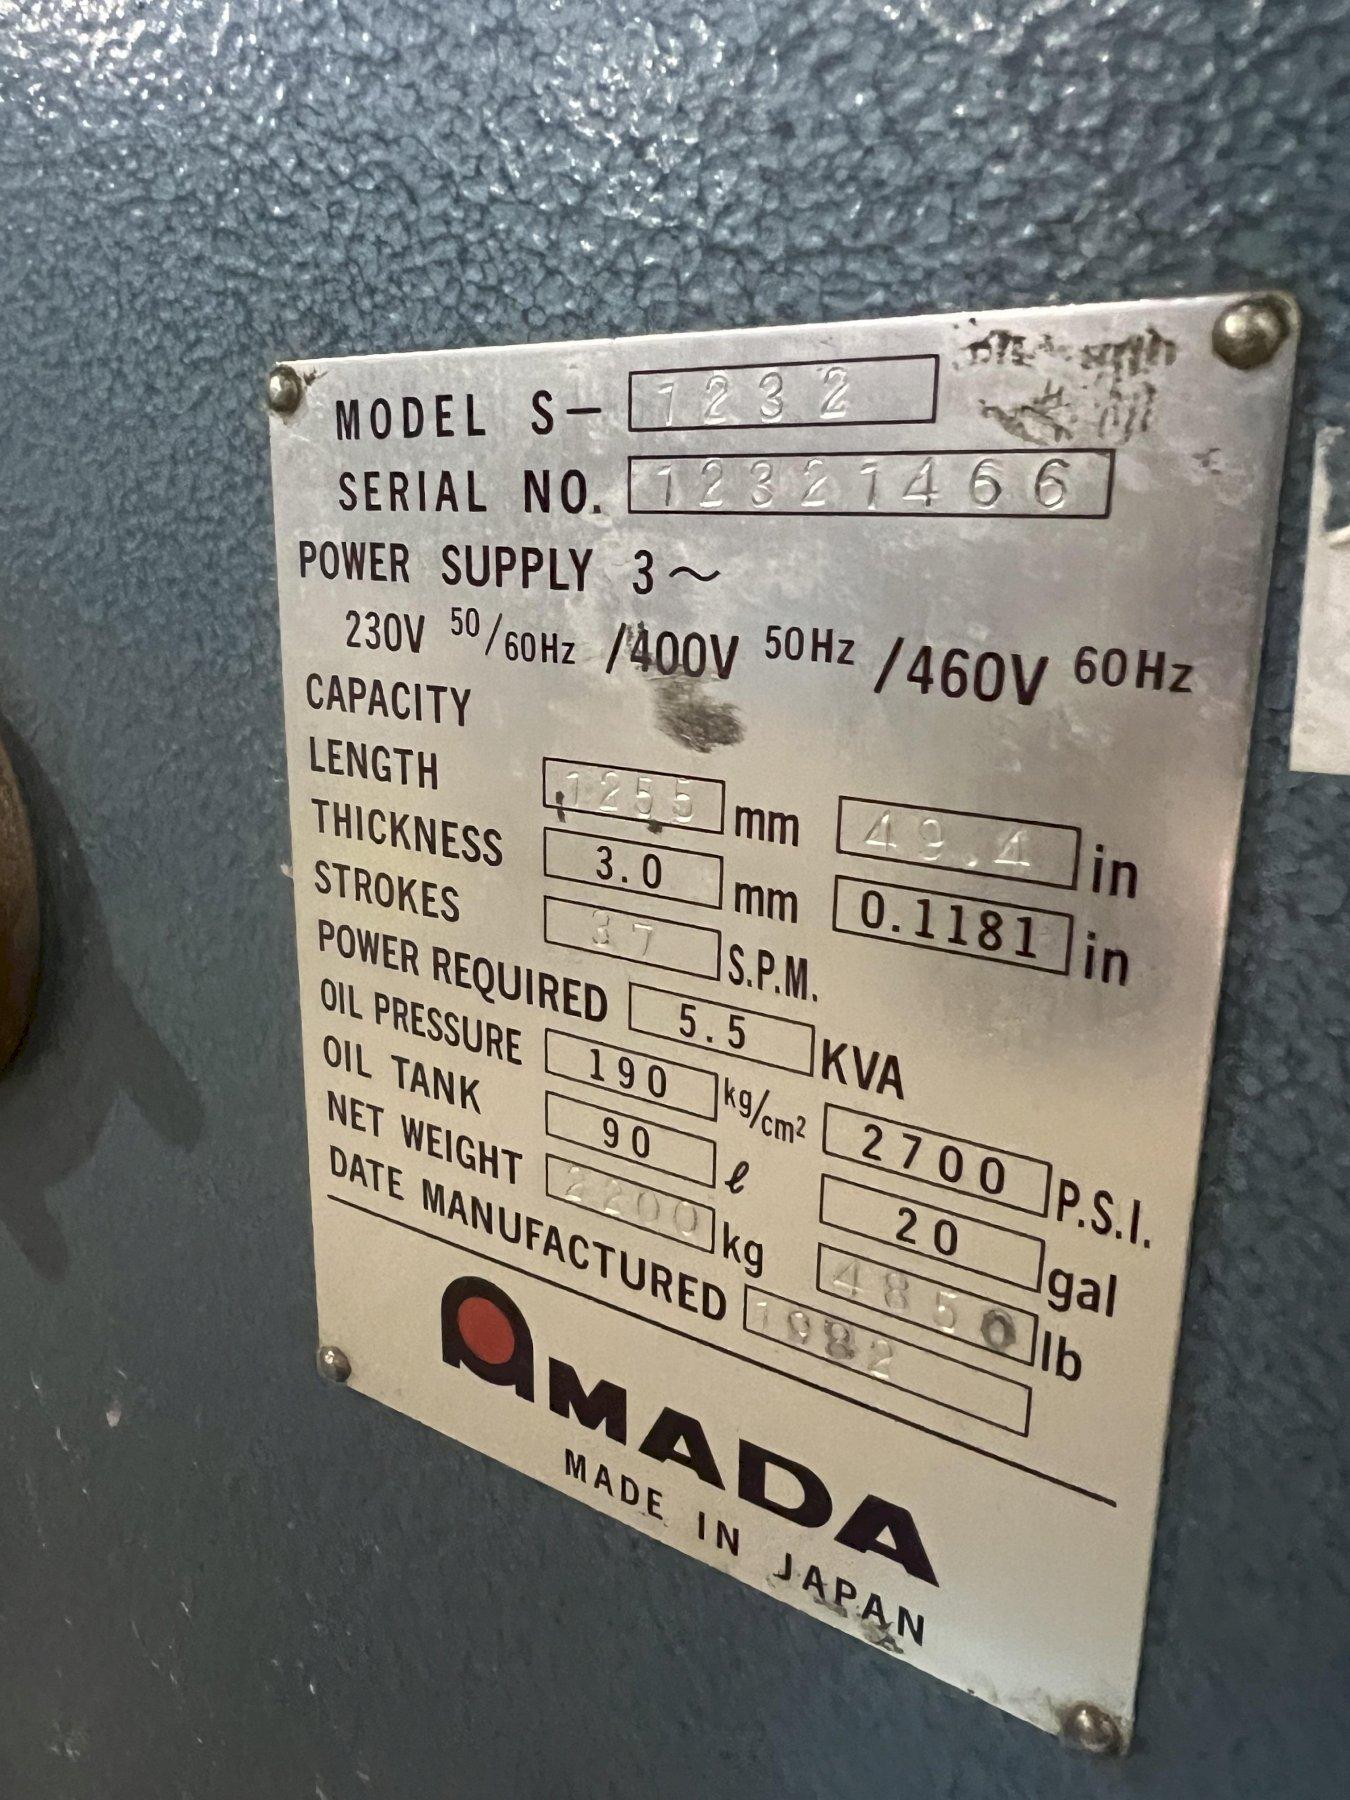 MODEL S- 1232
SERIAL NO. 12321466
POWER SUPPLY 3~
230V 50/60Hz /400V 50Hz /460V 60Hz
CAPACITY
LENGTH 1255 mm 49.4 in
THICKNESS 3.0 mm 0.1181 in
STROKES 37 S.P.M.
POWER REQUIRED 5.5 KVA
OIL PRESSURE 190 kg/cm² 2700 P.S.I.
OIL TANK 90 ℓ 20 gal
NET WEIGHT 2200 kg 4850 lb
DATE MANUFACTURED 1982
AMADA
MADE IN JAPAN